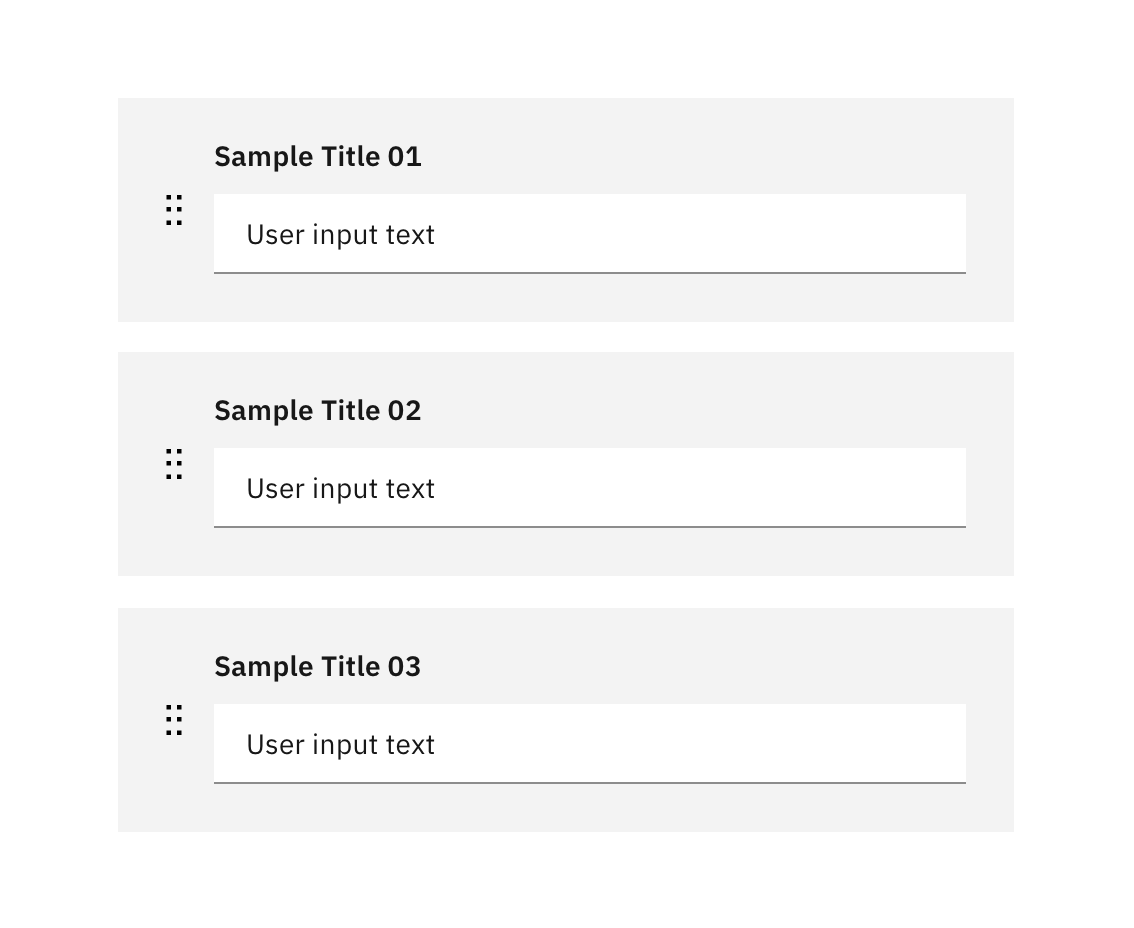 Sample Title 01
User input text
Sample Title 02
User input text
Sample Title 03
User input text